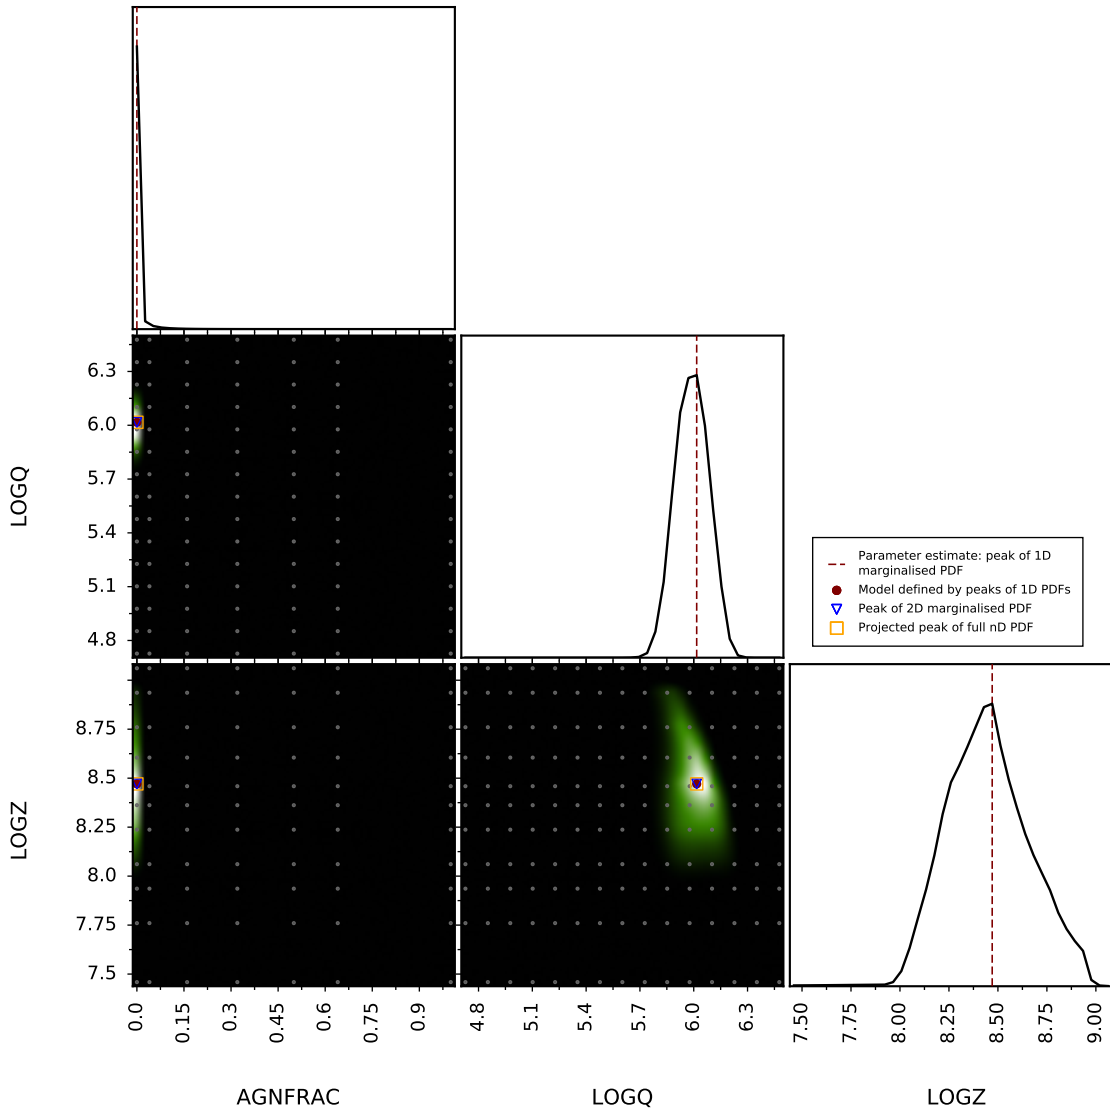 6.3
6.0
5.7
5.4
5.1
4.8
LOGQ
Parameter estimate: peak of 1D
marginalised PDF
Model defined by peaks of 1D PDFs
Peak of 2D marginalised PDF
Projected peak of full nD PDF
8.75
8.5
8.25
8.0
7.75
7.5
LOGZ
0.0 0.15 0.3 0.45 0.6 0.75 0.9
4.8 5.1 5.4 5.7 6.0 6.3
7.50 7.75 8.00 8.25 8.50 8.75 9.00
AGNFRAC LOGQ LOGZ